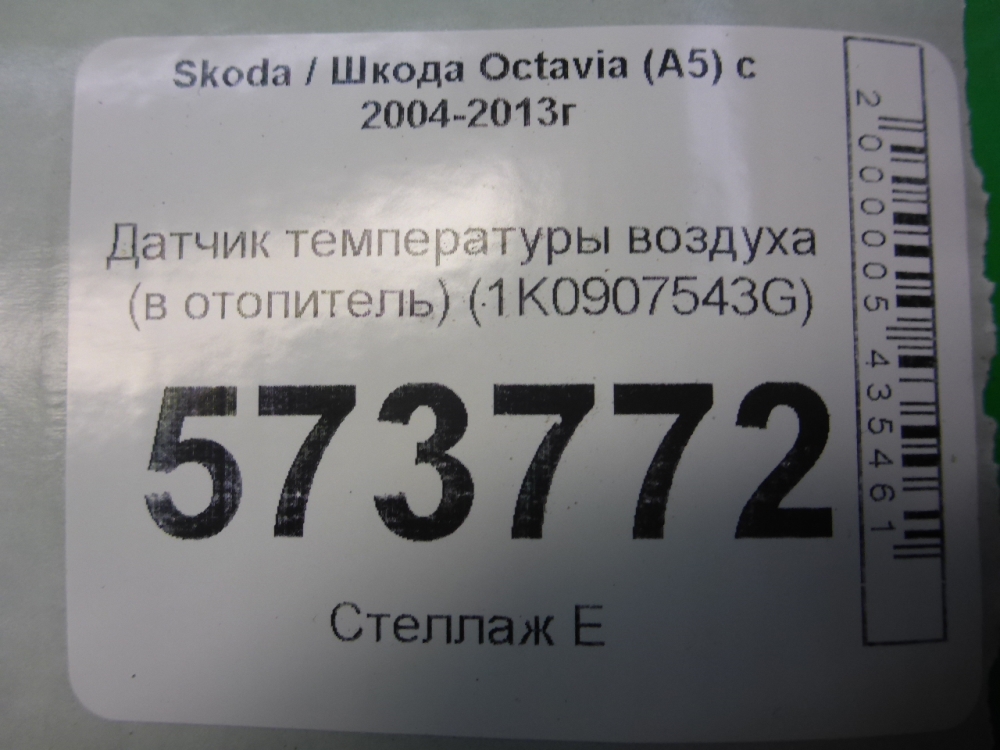 Skoda / Шкода Octavia (A5) с
2004-2013г
Датчик температуры воздуха
(в отопитель) (1K0907543G)
573772
Стеллаж E
2000005435461